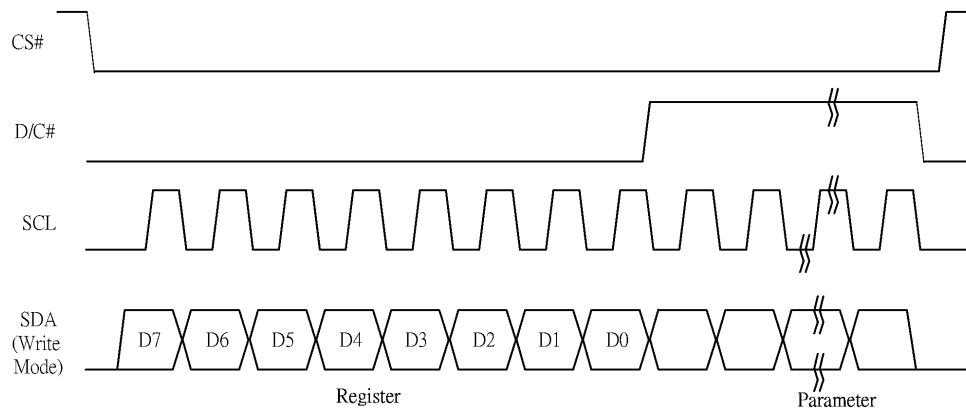 CS#
D/C#
SCL
SDA
(Write
Mode)
D7 D6 D5 D4 D3 D2 D1 D0
Register
Parameter